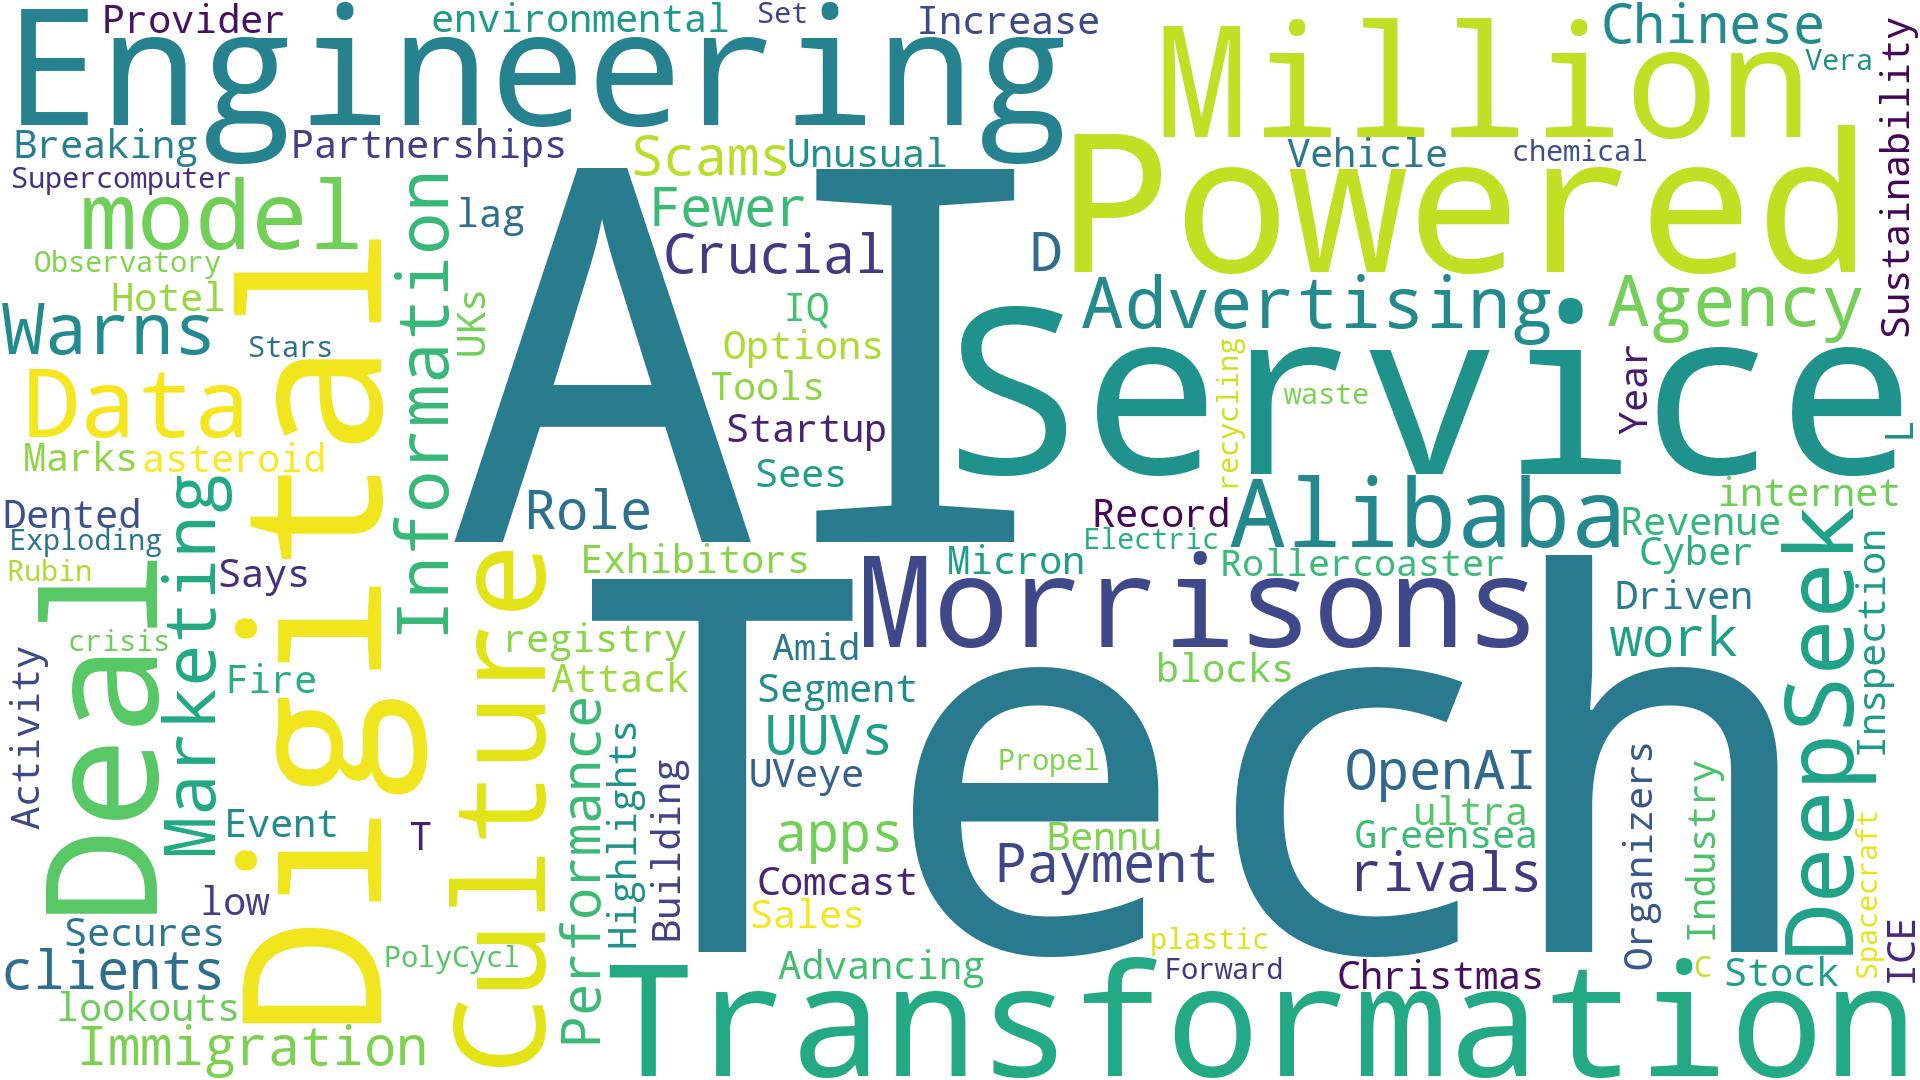 Provider
environmental
Set
Increase
Chinese
Engineering
Million
Vera
Sustainability
Breaking
Partnerships
Scams
Unusual
Vehicle
chemical
Powered
Supercomputer
model
Information
lag
Fewer
Crucial
D
AI
Observatory
Hotel
Warns
Digital
Stars
UKs
IQ
Options
Tools
Startup
Sees
Advertising
Agency
Service
recycling
waste
Year
L
Data
Marks
asteroid
Marketing
Dented
Exploding
Rubin
Says
Role
Record
Electric
Alibaba
internet
Revenue
Cyber
Exhibitors
Micron
Rollercoaster
Morrisons
Driven
work
DeepSeek
Inspection
Deal
crisis
Fire
Culture
registry
Attack
Amid
Segment
UUVs
UVeye
blocks
Tech
Propel
OpenAI
ultra
Greensea
rivals
Activity
Event
T
Performance
Highlights
Building
apps
Comcast
Sales
Bennu
Payment
Organizers
Industry
Spacecraft
ICE
low
Secures
clients
lookouts
Immigration
PolyCycl
Advancing
plastic
Forward
Christmas
C
Stock
Transformation